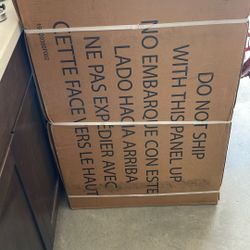 DO NOT SHIP
WITH THIS PANEL UP
NO EMBARQUE CON ESTE
LADO HACIA ARRIBA
NE PAS EXPÉDIER AVEC
CETTE FACE VERS LE HAUT